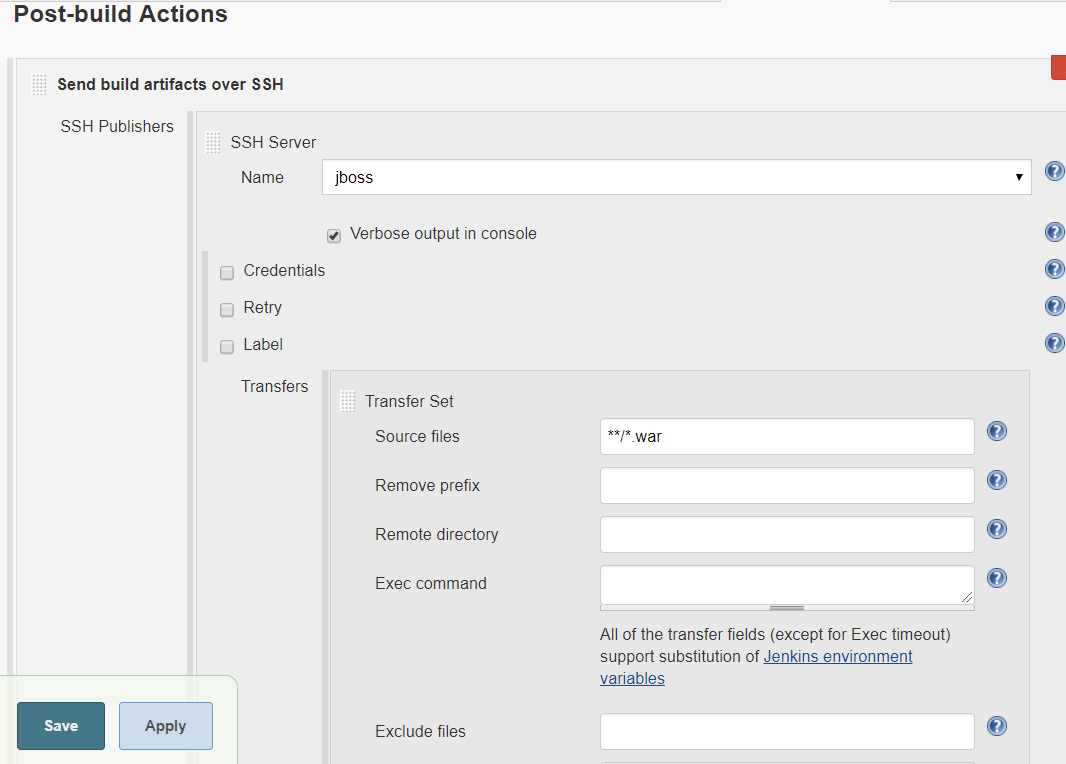 Post-build Actions
Send build artifacts over SSH
SSH Publishers
SSH Server
Name
jboss
Verbose output in console
Credentials
Retry
Label
Transfers
Transfer Set
Source files
**/*.war
Remove prefix
Remote directory
Exec command
All of the transfer fields (except for Exec timeout)
support substitution of Jenkins environment
variables
Exclude files
Save
Apply